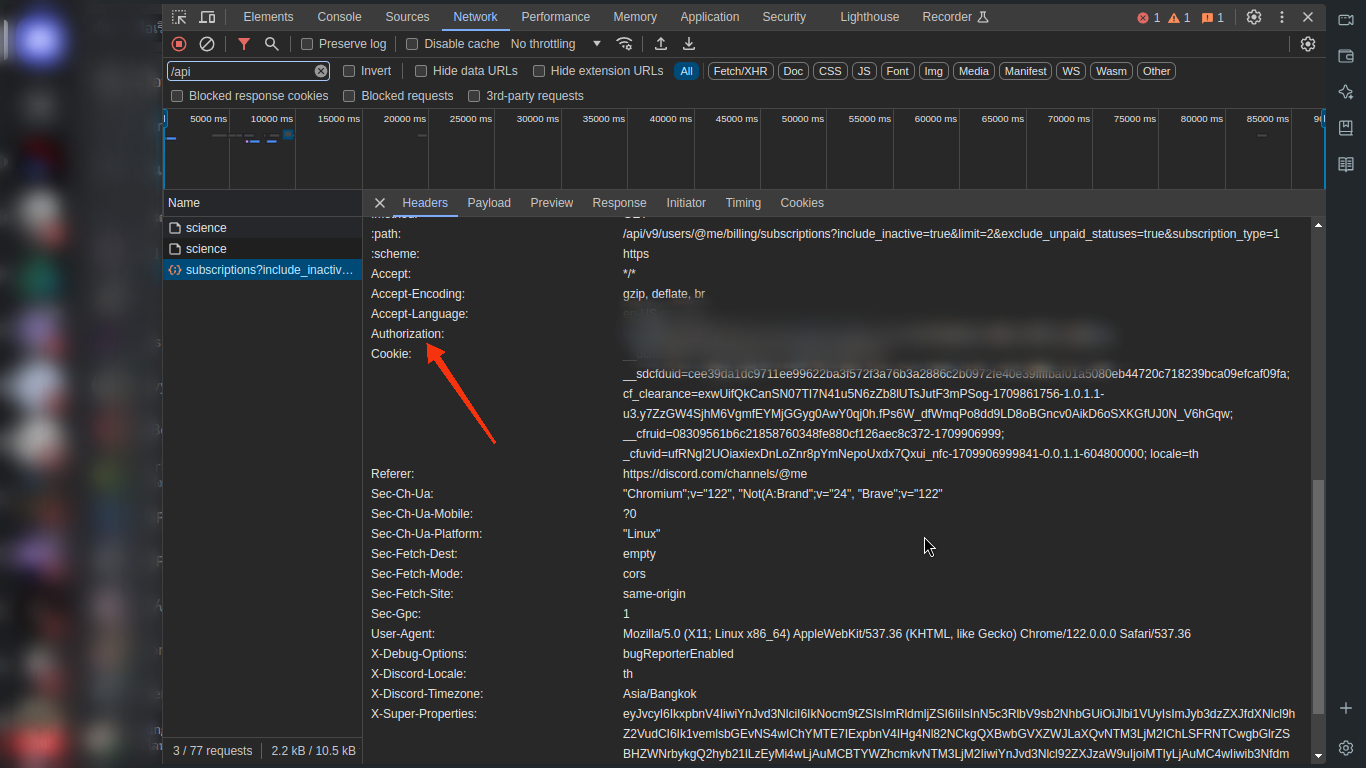 Elements Console Sources Network Performance Memory Application Security Lighthouse Recorder 1 1 1
Preserve log Disable cache No throttling
/api Invert Hide data URLs Hide extension URLs All Fetch/XHR Doc CSS JS Font Img Media Manifest WS Wasm Other
Blocked response cookies Blocked requests 3rd-party requests
5000 ms 10000 ms 15000 ms 20000 ms 25000 ms 30000 ms 35000 ms 40000 ms 45000 ms 50000 ms 55000 ms 60000 ms 65000 ms 70000 ms 75000 ms 80000 ms 85000 ms
Name
science
science
subscriptions?include_inactiv...
3 / 77 requests 2.2 kB / 10.5 kB
Headers Payload Preview Response Initiator Timing Cookies
:path: /api/v9/users/@me/billing/subscriptions?include_inactive=true&limit=2&exclude_unpaid_statuses=true&subscription_type=1
:scheme: https
Accept: */*
Accept-Encoding: gzip, deflate, br
Accept-Language:
Authorization:
Cookie:
cf_clearance=exwUifQkCanSN07TI7N41u5N6zZb8lUTsJutF3mPSog-1709861756-1.0.1.1-
u3.y7ZzGW4SjhM6VgmfEYMjGGyg0AwY0qj0h.fPs6W_dfWmqPo8dd9LD8oBGncv0AikD6oSXKGfUJ0N_V6hGqw;
__cfruid=08309561b6c21858760348fe880cf126aec8c372-1709906999;
_cfuvid=ufRNgl2UOiaxiexDnLoZnr8pYmNepoUxdx7Qxui_nfc-1709906999841-0.0.1.1-604800000; locale=th
Referer: https://discord.com/channels/@me
Sec-Ch-Ua: "Chromium";v="122", "Not(A:Brand";v="24", "Brave";v="122"
Sec-Ch-Ua-Mobile: ?0
Sec-Ch-Ua-Platform: "Linux"
Sec-Fetch-Dest: empty
Sec-Fetch-Mode: cors
Sec-Fetch-Site: same-origin
Sec-Gpc: 1
User-Agent: Mozilla/5.0 (X11; Linux x86_64) AppleWebKit/537.36 (KHTML, like Gecko) Chrome/122.0.0.0 Safari/537.36
X-Debug-Options: bugReporterEnabled
X-Discord-Locale: th
X-Discord-Timezone: Asia/Bangkok
X-Super-Properties: eyJvcyI6IkxpbnV4IiwiYnJvd3NlciI6IkNocm9tZSIsImRldmljZSI6IiIsInN5c3RlbV9sb2NhbGUiOiJlbi1VUyIsImJyb3dzZXJfdXNlcl9h
Z2VudCI6Ik1vemlsbGEvNS4wIChYMTE7IExpbnV4IHg4Nl82NCkgQXBwbGVXZWJLaXQvNTM3LjM2IChLSFRNTCwgbGlrZS
BHZWNrbykgQ2hyb21lLzEyMi4wLjAuMCBTYWZhcmkvNTM3LjM2IiwiYnJvd3Nlcl92ZXJzaW9uIjoiMTIyLjAuMC4wIiwib3Nfdm